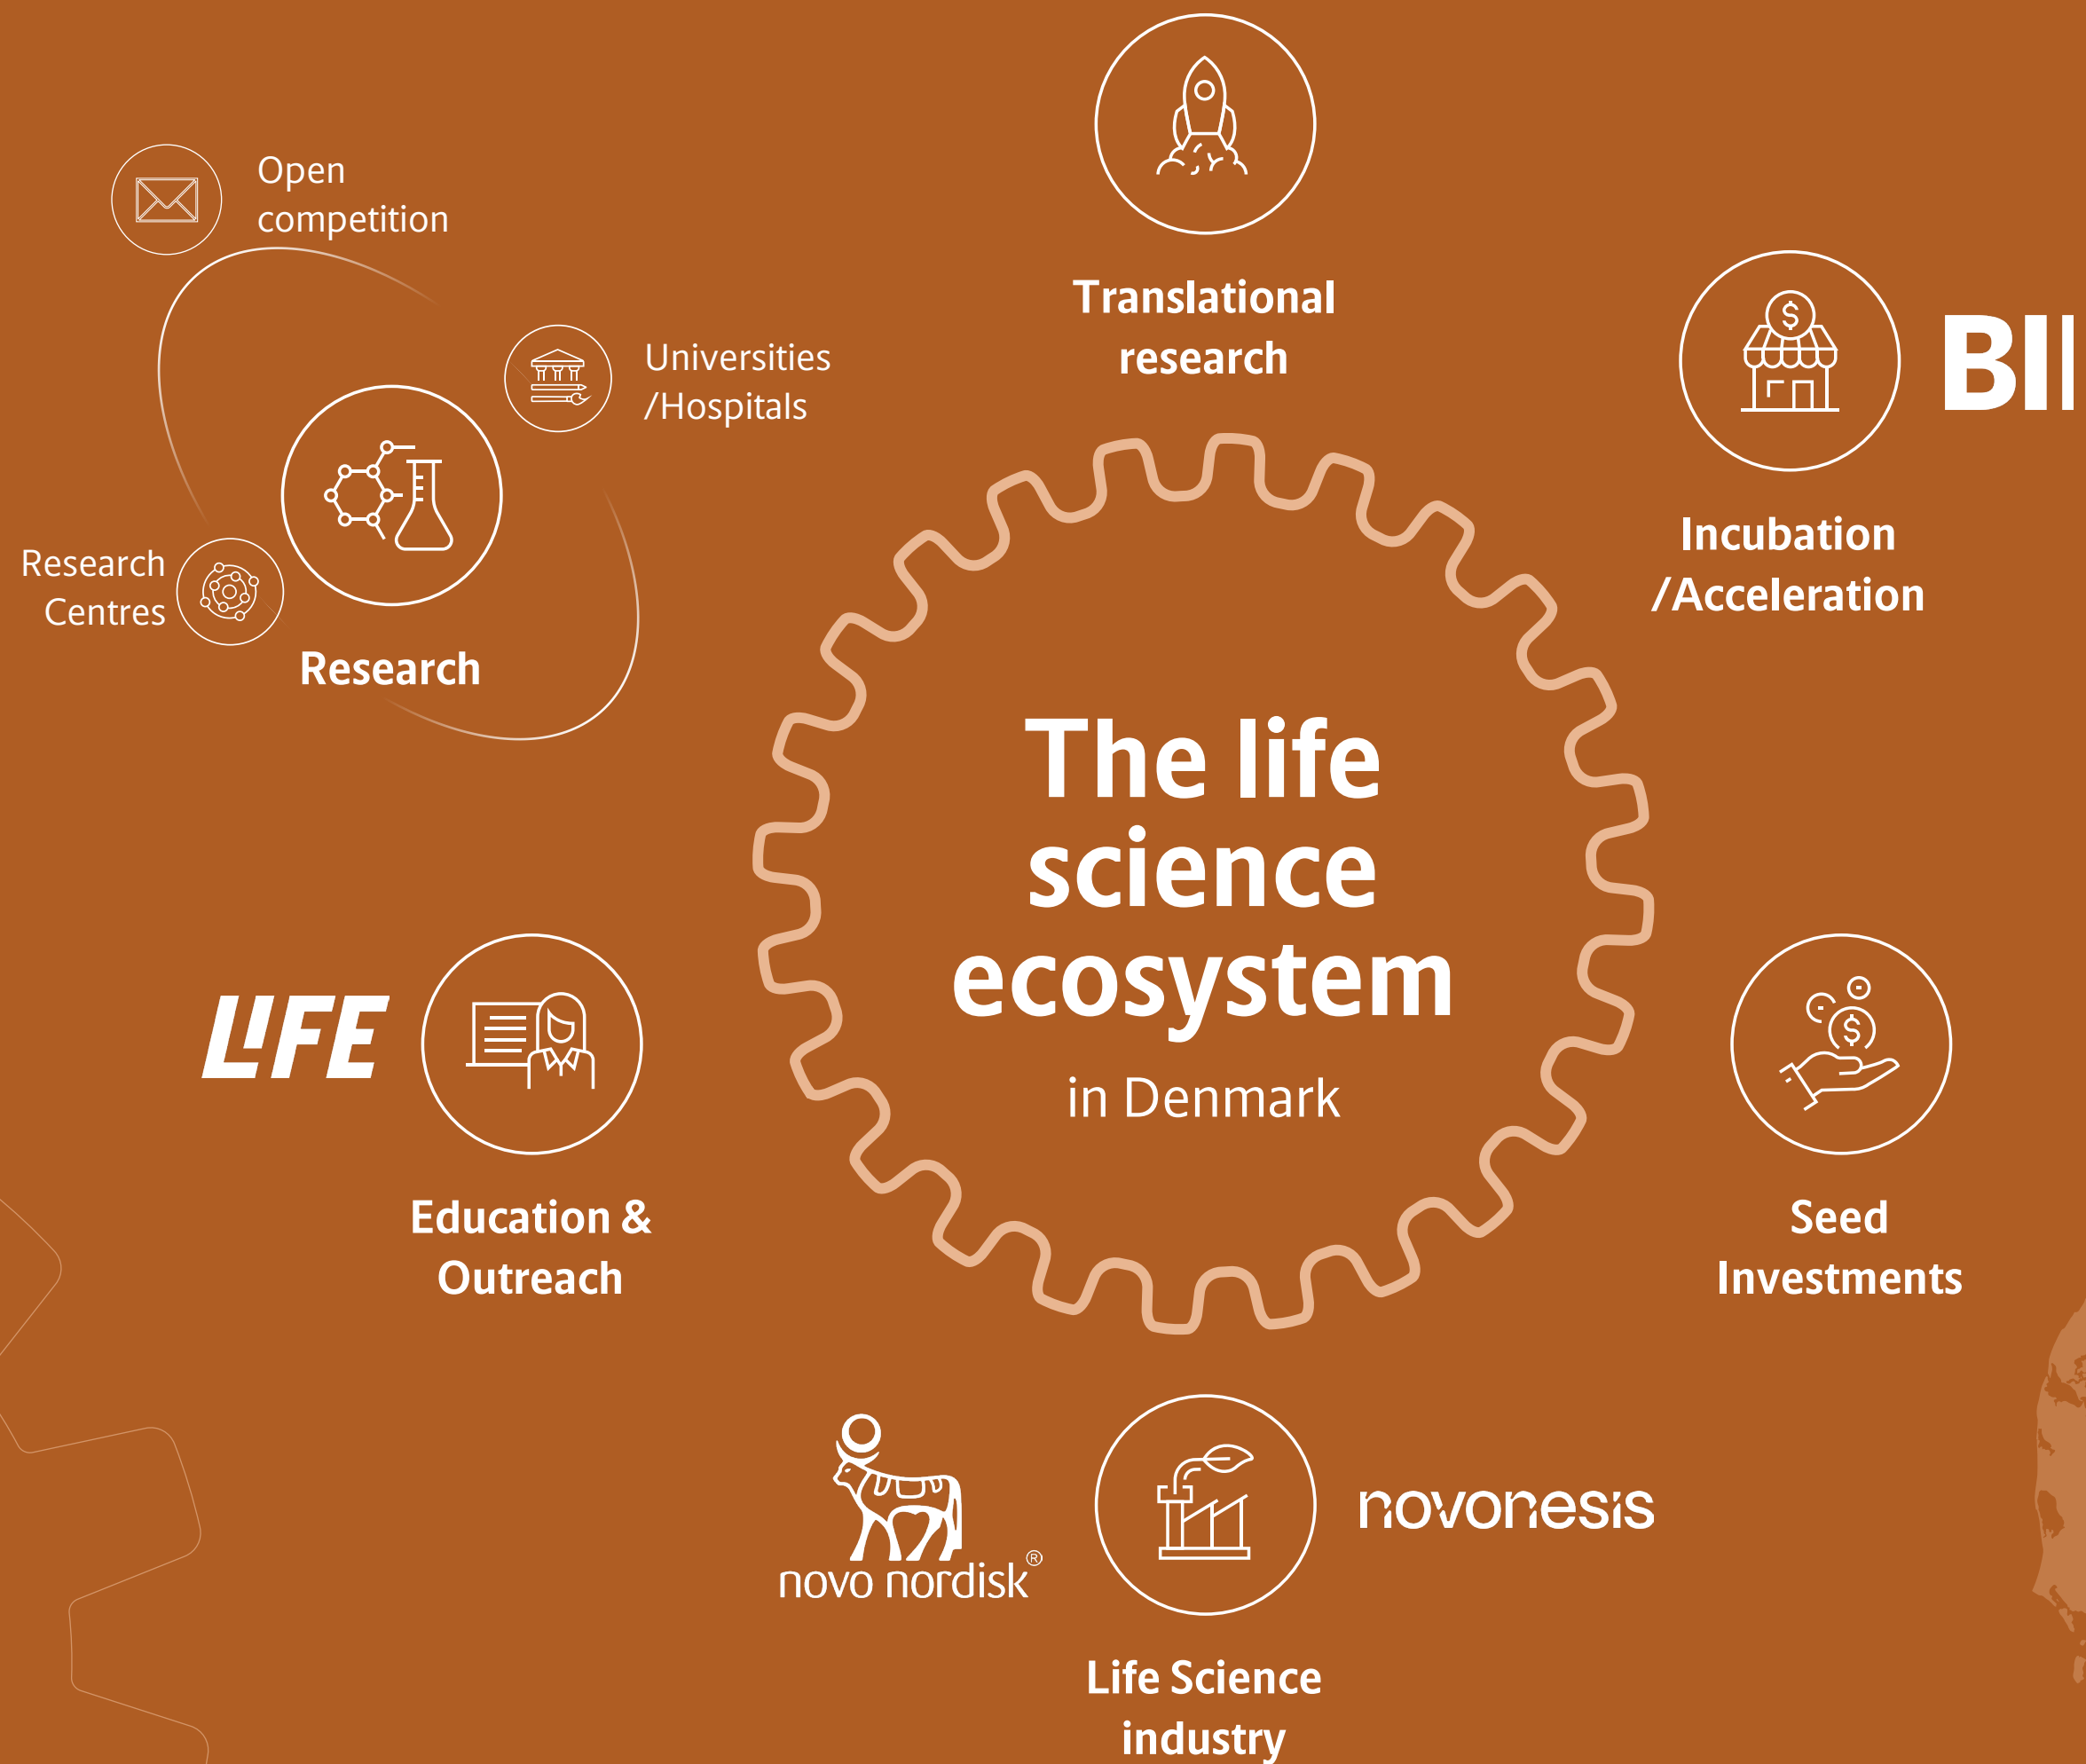 Open
competition
Universities
/Hospitals
Research
Centres
Research
Translational
research
Incubation
/Acceleration
BII
The life
science
ecosystem
in Denmark
LIFE
Education &
Outreach
Seed
Investments
novo nordisk®
novonesis
Life Science
industry